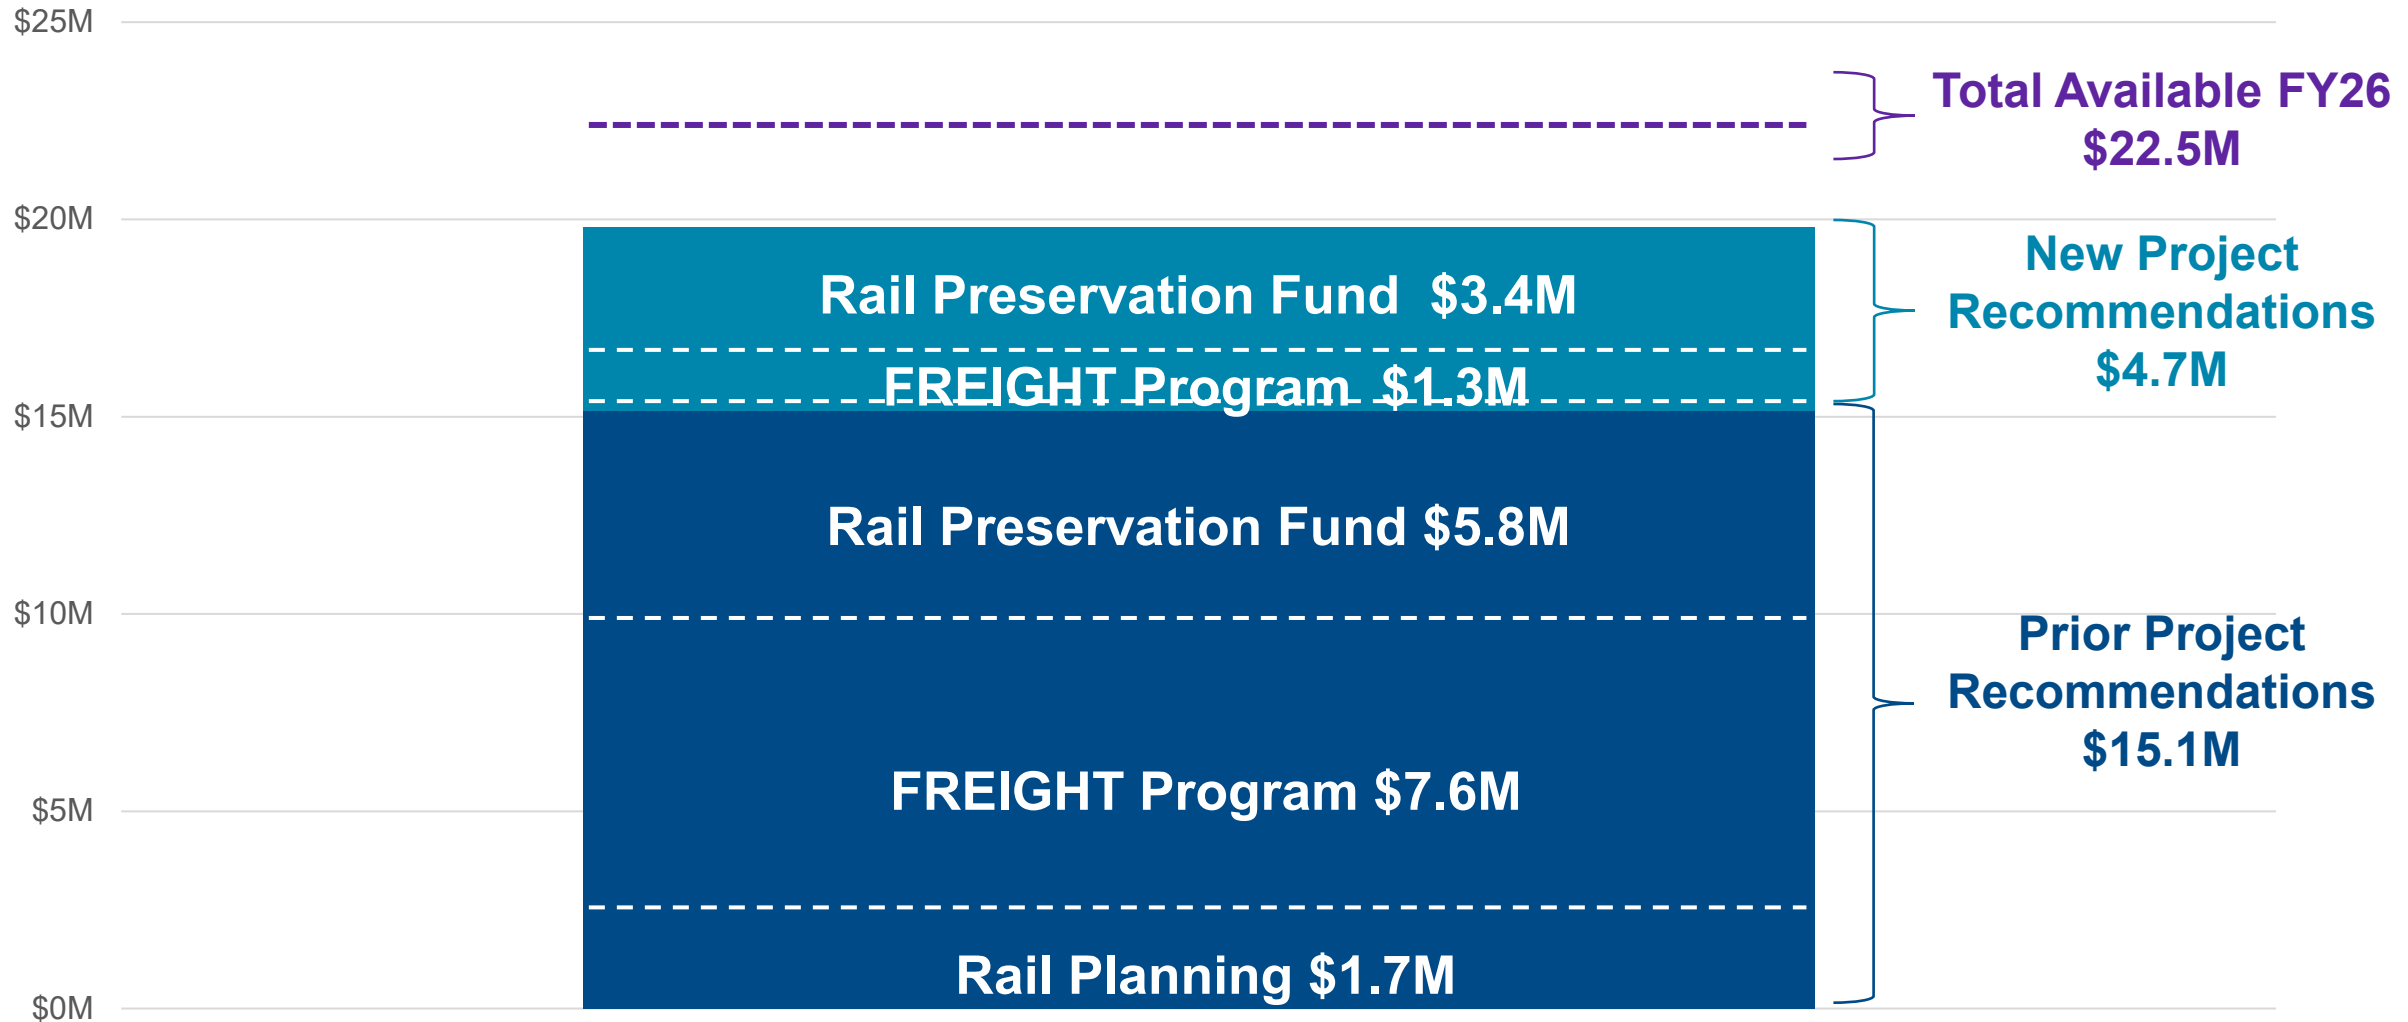 $25M
$20M
$15M
$10M
$5M
$0M
Rail Preservation Fund  $3.4M
FREIGHT Program  $1.3M
Rail Preservation Fund $5.8M
FREIGHT Program $7.6M
Rail Planning $1.7M
Total Available FY26
$22.5M
New Project
Recommendations
$4.7M
Prior Project
Recommendations
$15.1M